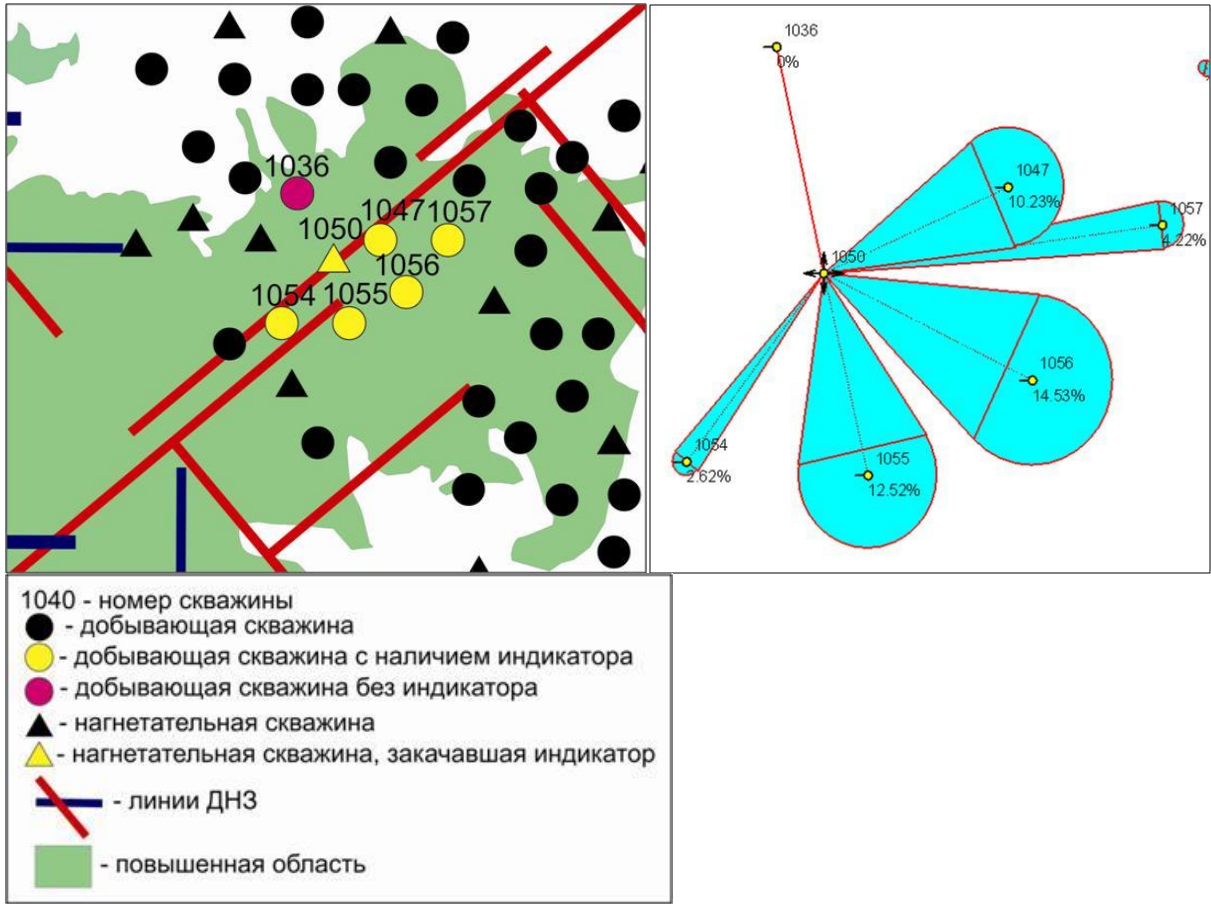 1036
1050
1047
1057
1056
1054
1055
1036
0%
1047
10.23%
1057
4.22%
1050
1056
14.53%
1054
2.62%
1055
12.52%
1040 - номер скважины
- добывающая скважина
- добывающая скважина с наличием индикатора
- добывающая скважина без индикатора
- нагнетательная скважина
- нагнетательная скважина, закачавшая индикатор
- линии ДНЗ
- повышенная область